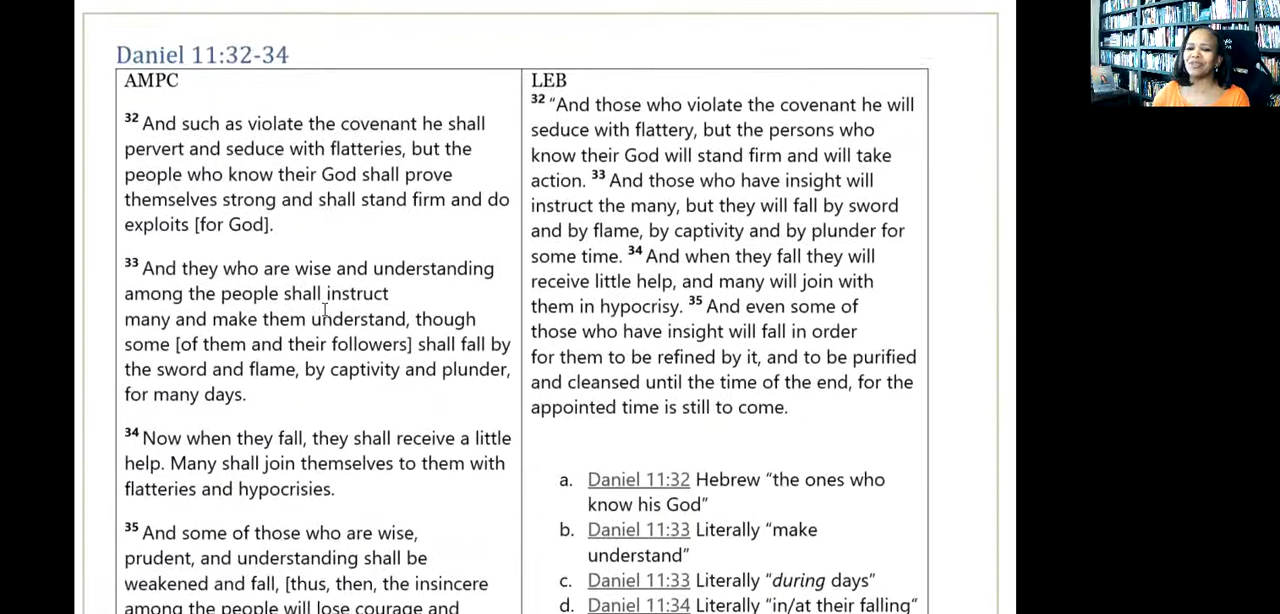 Daniel 11:32-34
AMPC
32 And such as violate the covenant he shall
pervert and seduce with flatteries, but the
people who know their God shall prove
themselves strong and shall stand firm and do
exploits [for God].
33 And they who are wise and understanding
among the people shall instruct
many and make them understand, though
some [of them and their followers] shall fall by
the sword and flame, by captivity and plunder,
for many days.
34 Now when they fall, they shall receive a little
help. Many shall join themselves to them with
flatteries and hypocrisies.
35 And some of those who are wise,
prudent, and understanding shall be
weakened and fall, [thus, then, the insincere
among the people will lose courage and
LEB
32 “And those who violate the covenant he will
seduce with flattery, but the persons who
know their God will stand firm and will take
action. 33 And those who have insight will
instruct the many, but they will fall by sword
and by flame, by captivity and by plunder for
some time. 34 And when they fall they will
receive little help, and many will join with
them in hypocrisy. 35 And even some of
those who have insight will fall in order
for them to be refined by it, and to be purified
and cleansed until the time of the end, for the
appointed time is still to come.
a. Daniel 11:32 Hebrew “the ones who
know his God”
b. Daniel 11:33 Literally “make
understand”
c. Daniel 11:33 Literally “during days”
d. Daniel 11:34 Literally “in/at their falling”